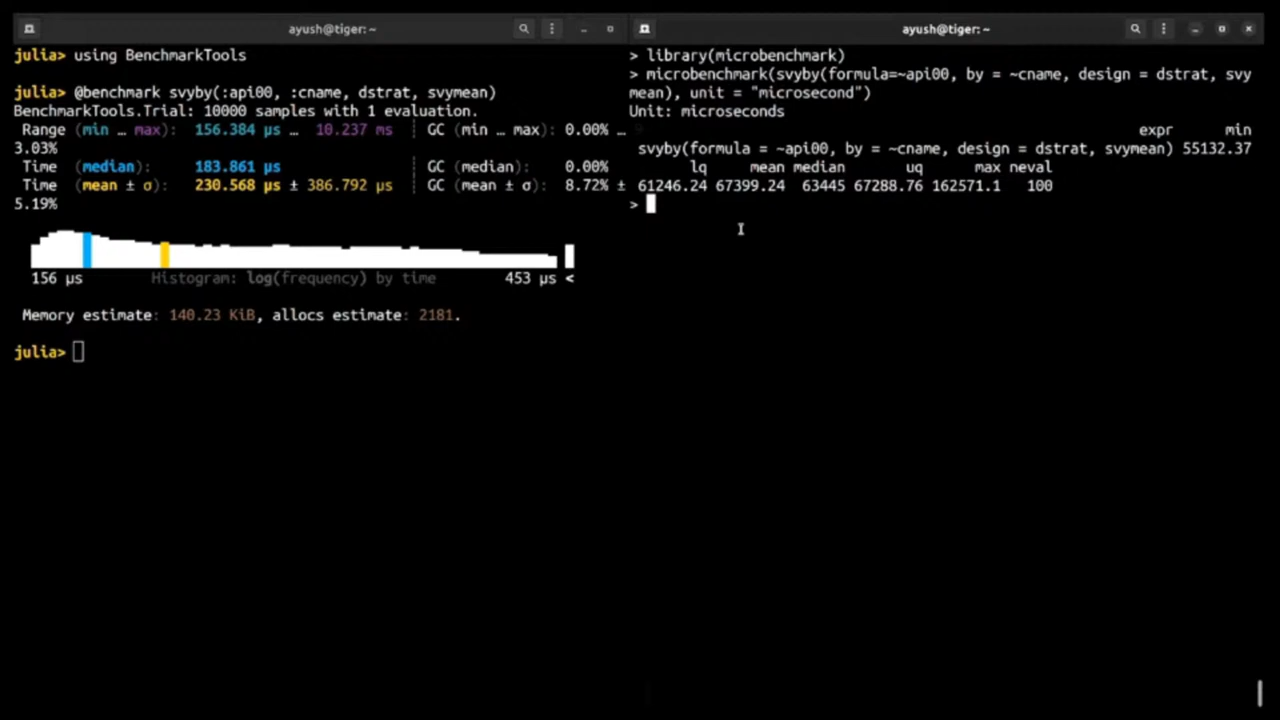 ayush@tiger: ~
julia> using BenchmarkTools
julia> @benchmark svyby(:api00, :cname, dstrat, svymean)
BenchmarkTools.Trial: 10000 samples with 1 evaluation.
Range (min … max): 156.384 μs … 10.237 ms ┊ GC (min … max): 0.00% …
3.03%
Time (median): 183.861 μs ┊ GC (median): 0.00%
Time (mean ± σ): 230.568 μs ± 386.792 μs ┊ GC (mean ± σ): 8.72% ±
5.19%
156 μs Histogram: log(frequency) by time 453 μs <
Memory estimate: 140.23 KiB, allocs estimate: 2181.
julia>
ayush@tiger: ~
> library(microbenchmark)
> microbenchmark(svyby(formula=~api00, by = ~cname, design = dstrat, svy
mean), unit = "microsecond")
Unit: microseconds
expr min
svyby(formula = ~api00, by = ~cname, design = dstrat, svymean) 55132.37
lq mean median uq max neval
61246.24 67399.24 63445 67288.76 162571.1 100
>